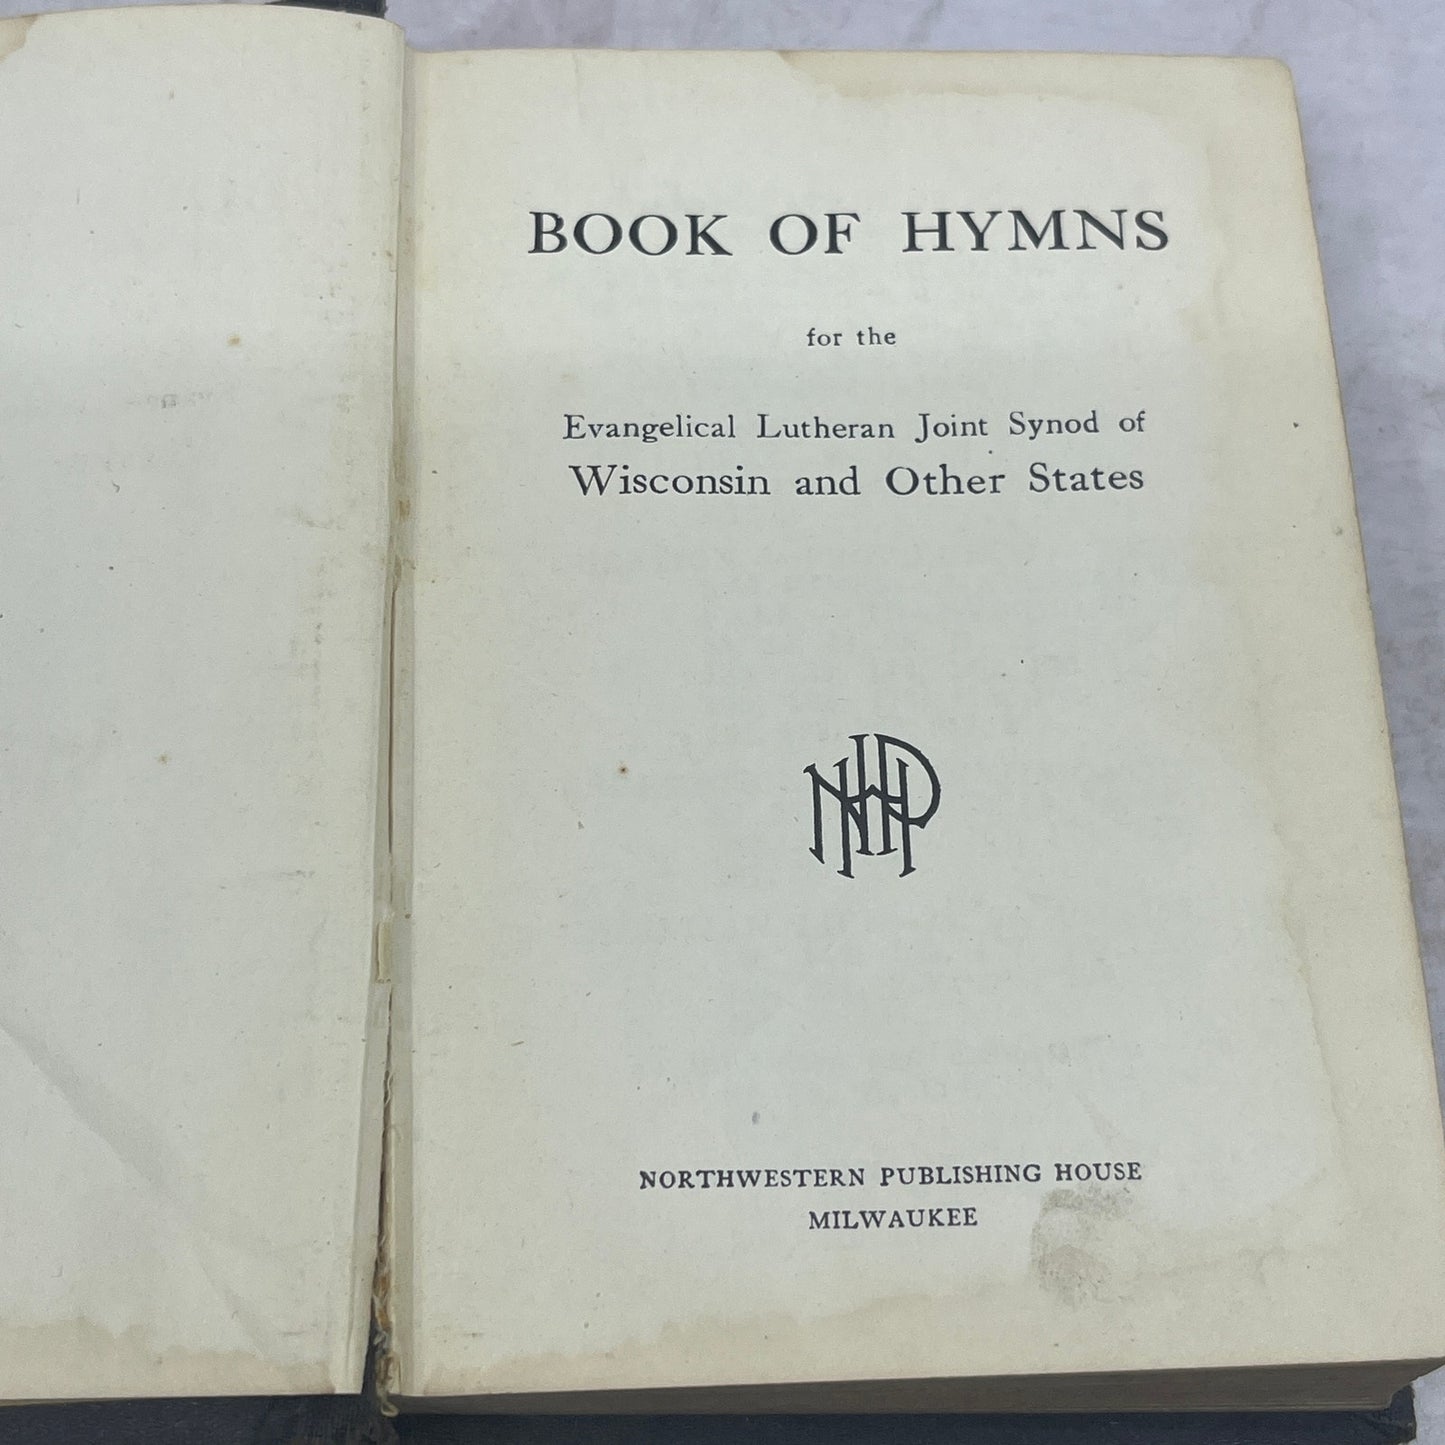 BOOK OF HYMNS
for the
Evangelical Lutheran Joint Synod of
Wisconsin and Other States
NWPH
NORTHWESTERN PUBLISHING HOUSE
MILWAUKEE